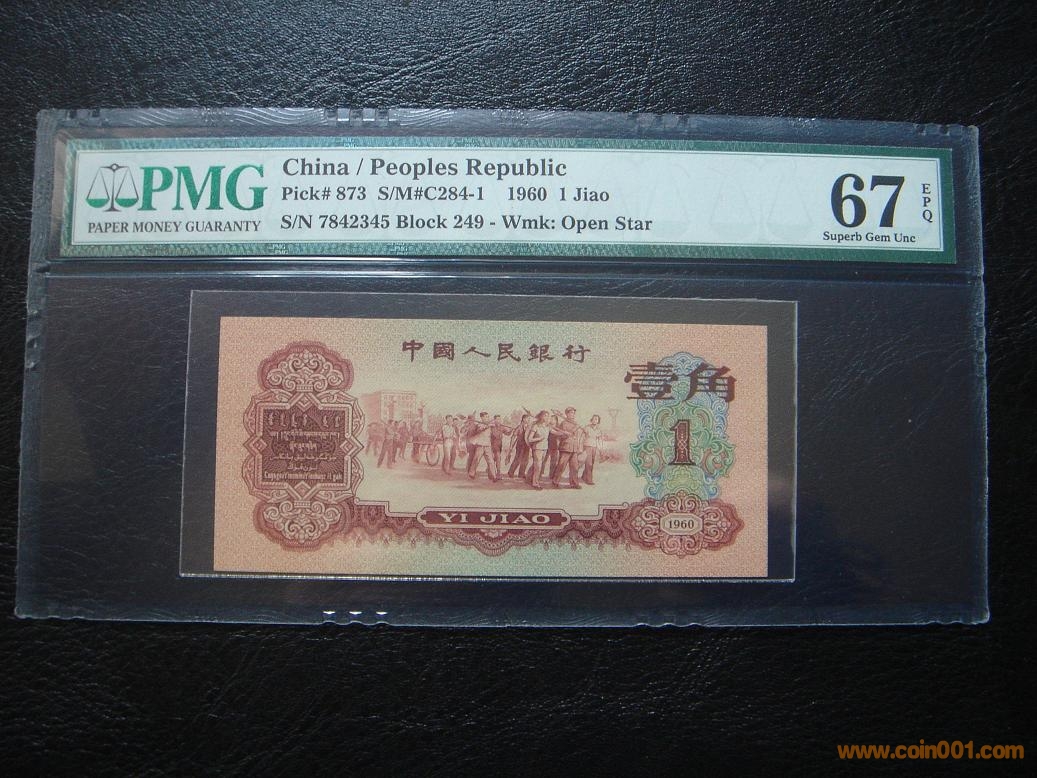 PMG
PAPER MONEY GUARANTY
China / Peoples Republic
Pick# 873 S/M#C284-1 1960 1 Jiao
S/N 7842345 Block 249 - Wmk: Open Star
67
EPQ
Superb Gem Unc
中國人民銀行
壹角
1
YI JIAO
1960
www.coin001.com